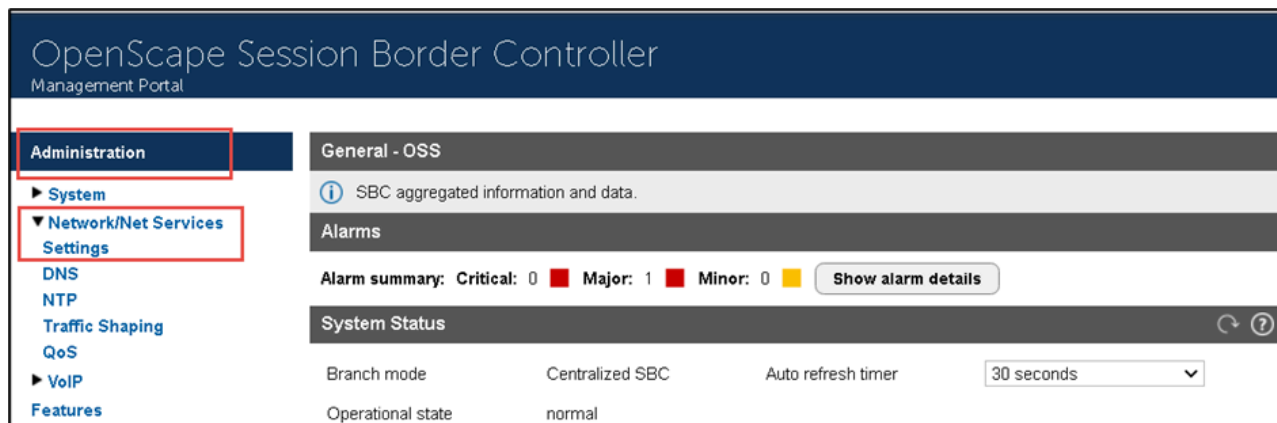 OpenScape Session Border Controller
Management Portal
Administration
System
Network/Net Services
Settings
DNS
NTP
Traffic Shaping
QoS
VoIP
Features
General - OSS
SBC aggregated information and data.
Alarms
Alarm summary: Critical: 0 Major: 1 Minor: 0 Show alarm details
System Status
Branch mode Centralized SBC Auto refresh timer 30 seconds
Operational state normal